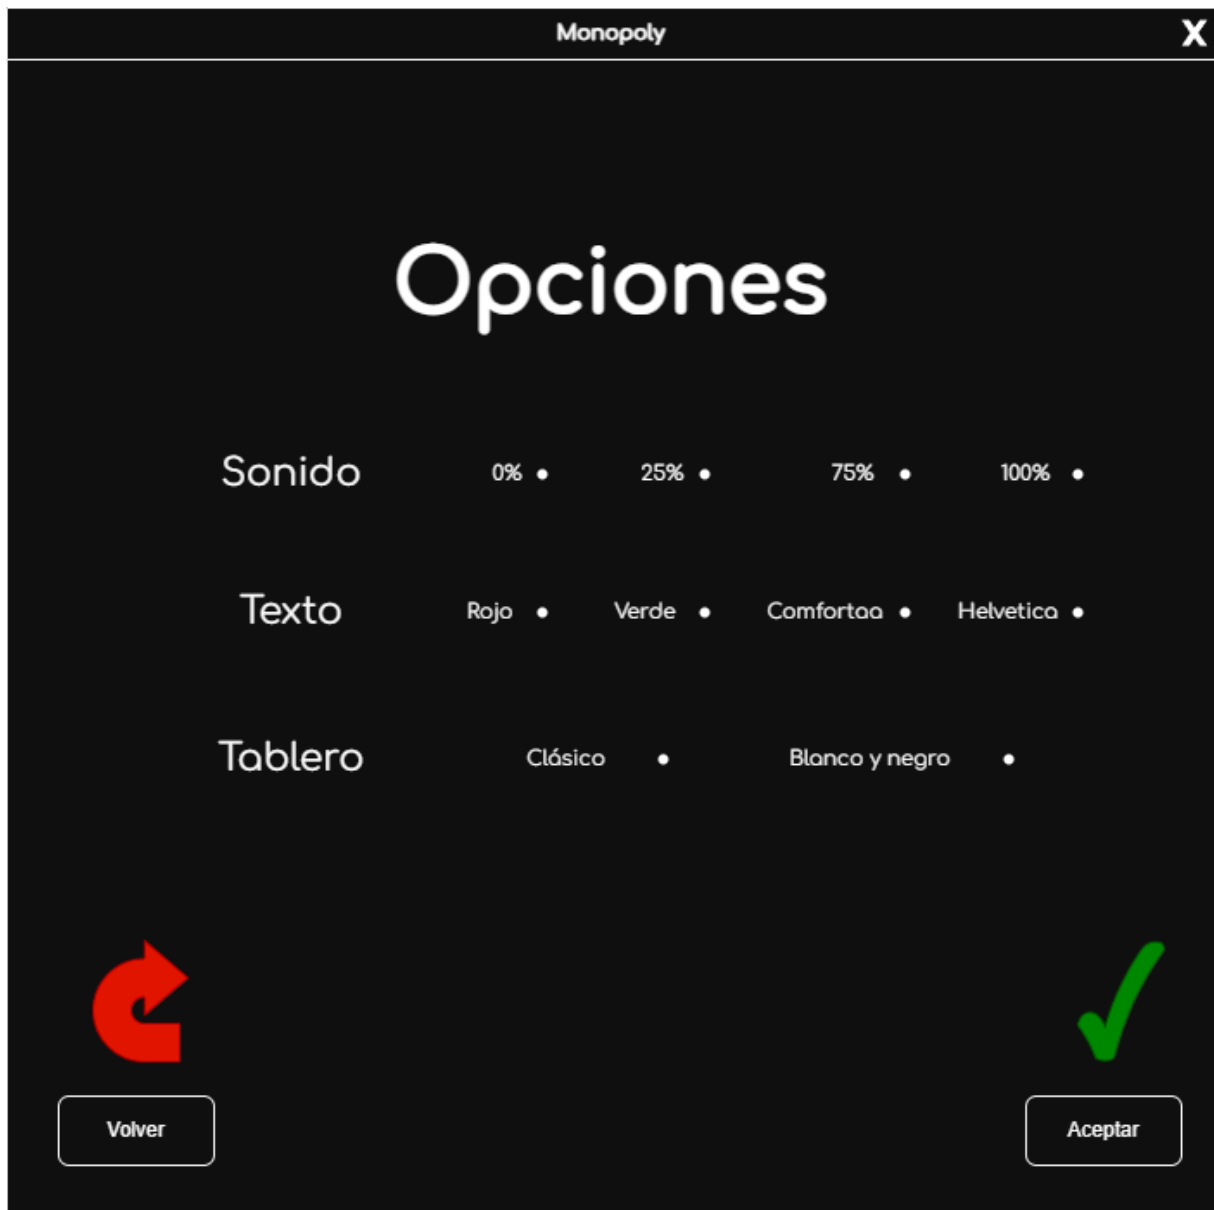 Monopoly X
Opciones
Sonido 0% 25% 75% 100%
Texto Rojo Verde Comfortaa Helvetica
Tablero Clásico Blanco y negro
Volver Aceptar